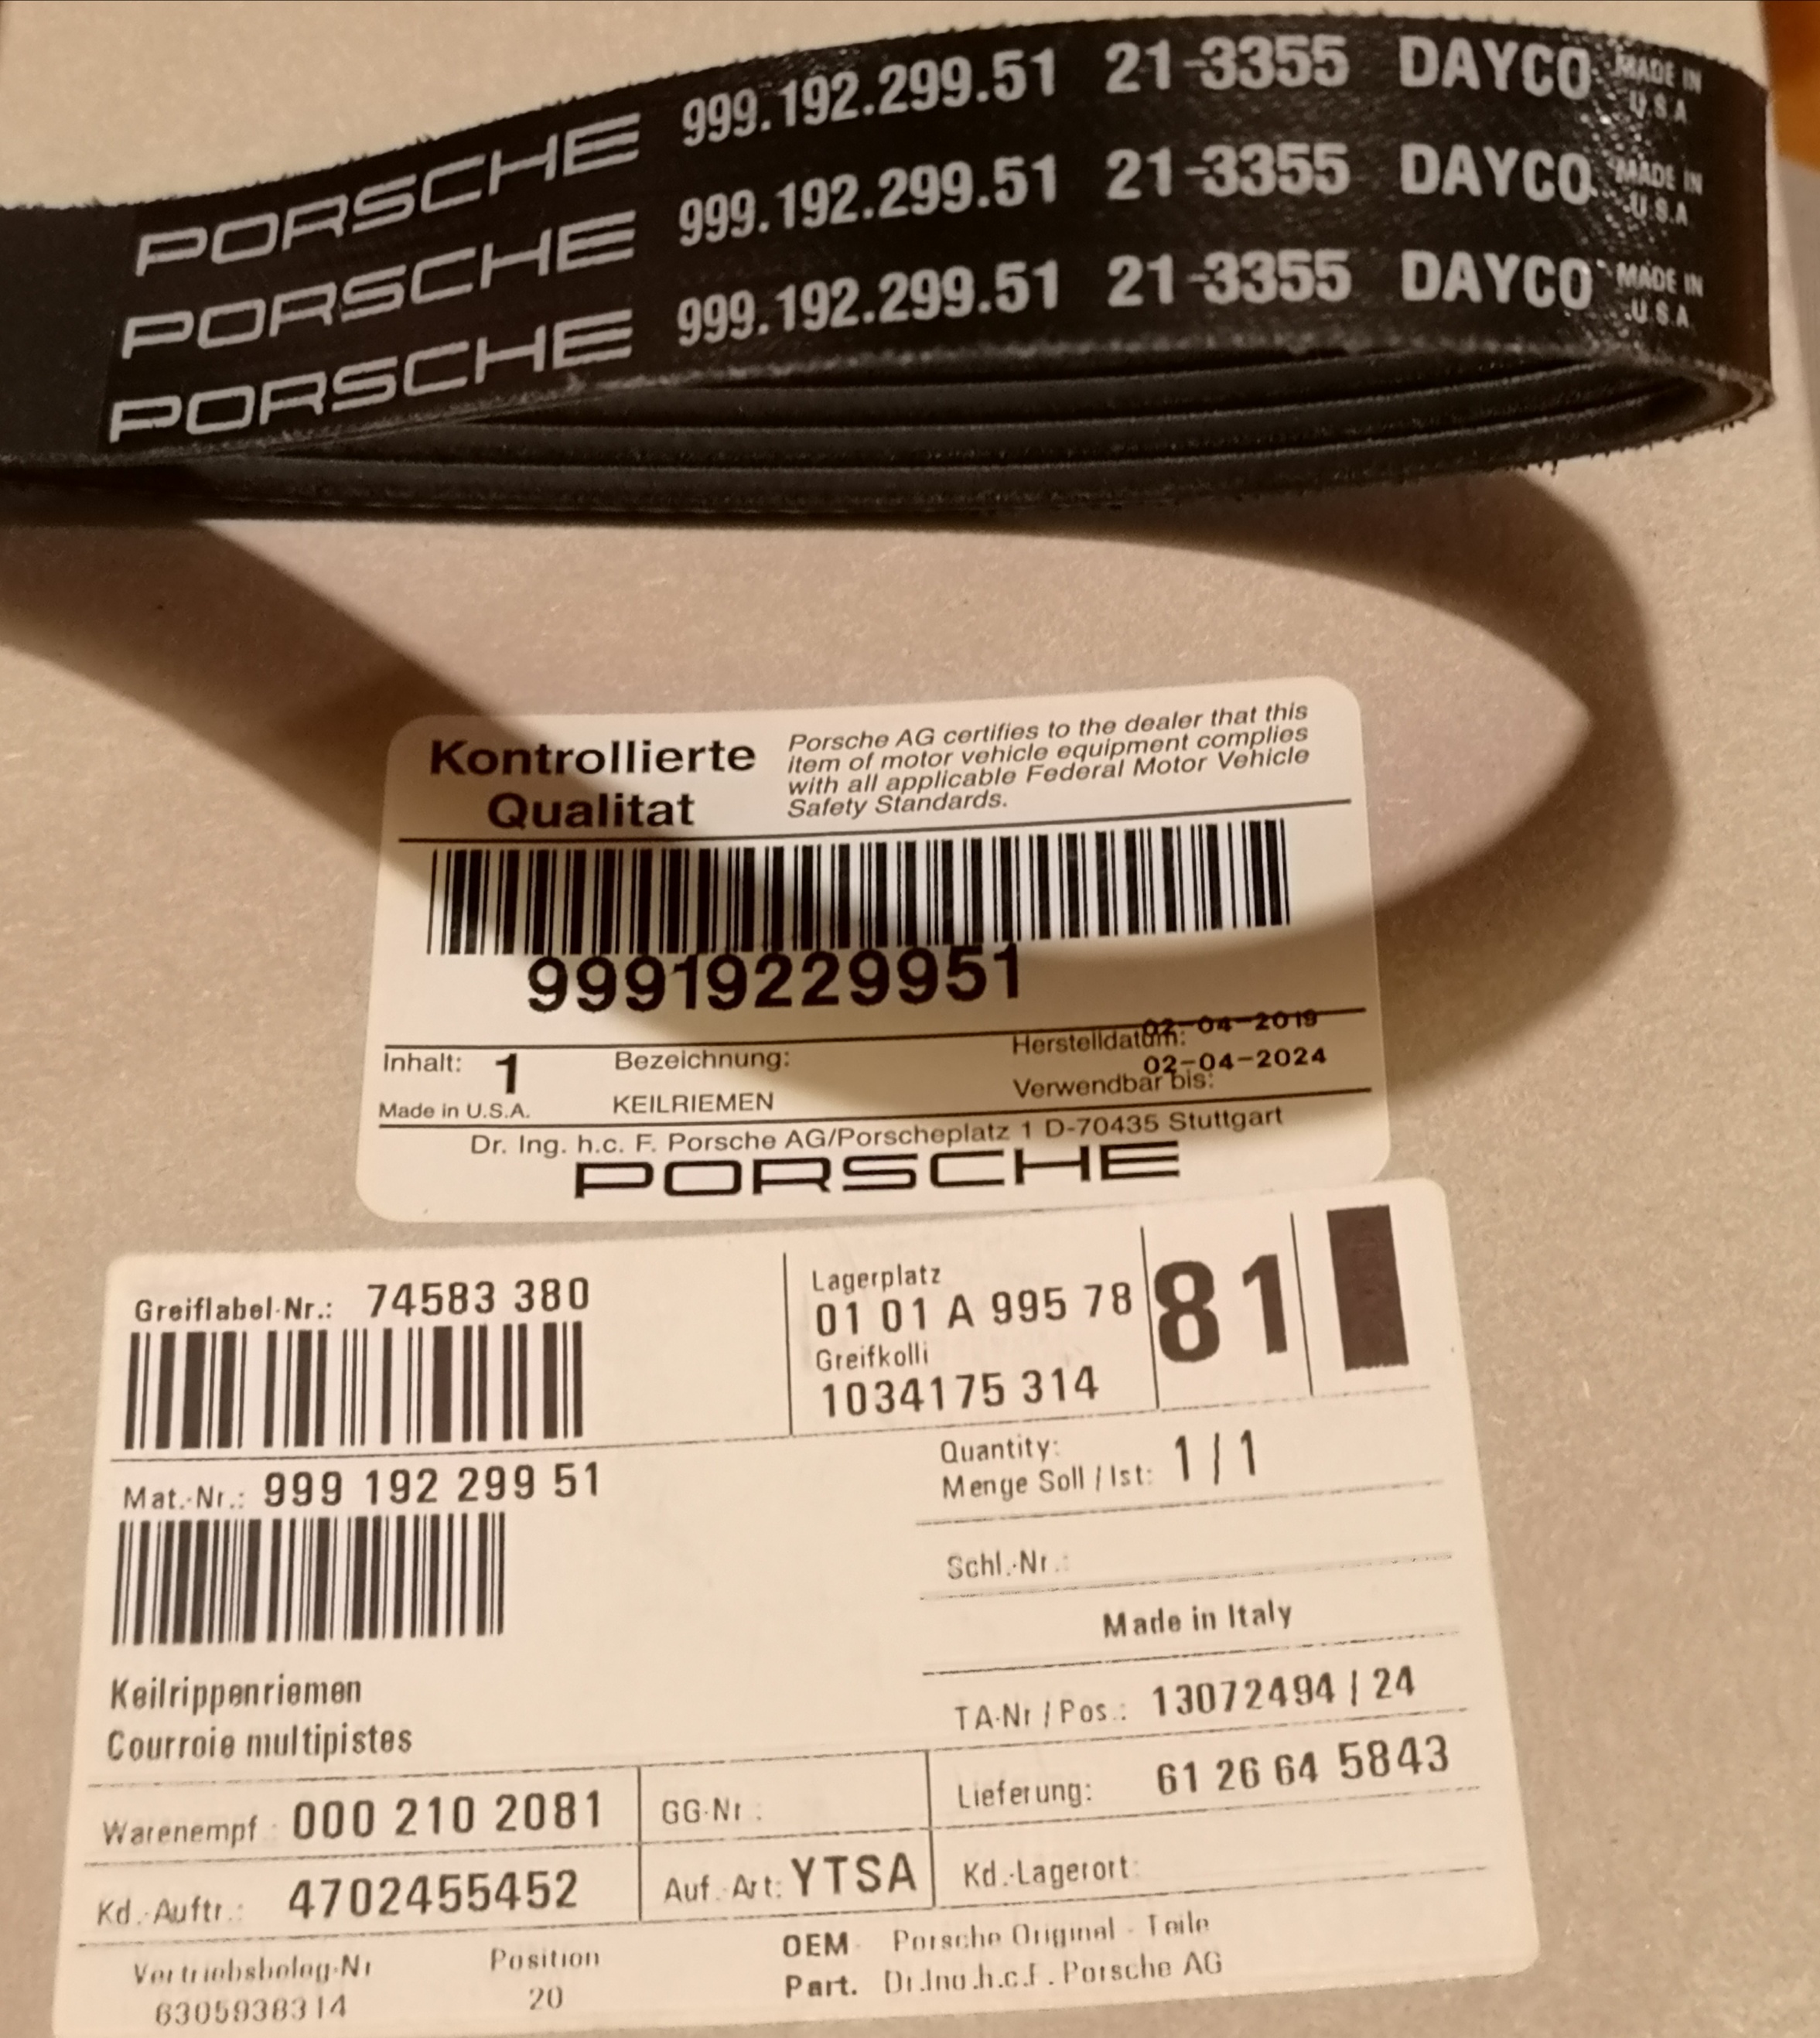 PORSCHE 999.192.299.51 21-3355 DAYCO MADE IN U.S.A
PORSCHE 999.192.299.51 21-3355 DAYCO MADE IN U.S.A
PORSCHE 999.192.299.51 21-3355 DAYCO MADE IN U.S.A
Kontrollierte
Qualitat
Porsche AG certifies to the dealer that this
item of motor vehicle equipment complies
with all applicable Federal Motor Vehicle
Safety Standards.
99919229951
Inhalt: 1
Made in U.S.A.
Bezeichnung:
KEILRIEMEN
02-04-2019
Herstelldatum:
02-04-2024
Verwendbar bis:
Dr. Ing. h.c. F. Porsche AG/Porscheplatz 1 D-70435 Stuttgart
PORSCHE
Greiflabel-Nr.: 74583 380
Lagerplatz
01 01 A 995 78
Greifkolli
1034175 314
81
Mat.-Nr.: 999 192 299 51
Quantity:
Menge Soll / Ist: 1 / 1
Schl.-Nr.:
Made in Italy
Keilrippenriemen
Courroie multipistes
TA-Nr / Pos.: 13072494 / 24
Warenempf.: 000 210 2081
GG-Nr.:
Lieferung: 61 26 64 5843
Kd.-Auftr.: 4702455452
Auf.-Art: YTSA
Kd.-Lagerort:
Vertriebsbeleg-Nr
6305938314
Position
20
OEM Porsche Original - Teile
Part. Dr.Ing.h.c.F. Porsche AG